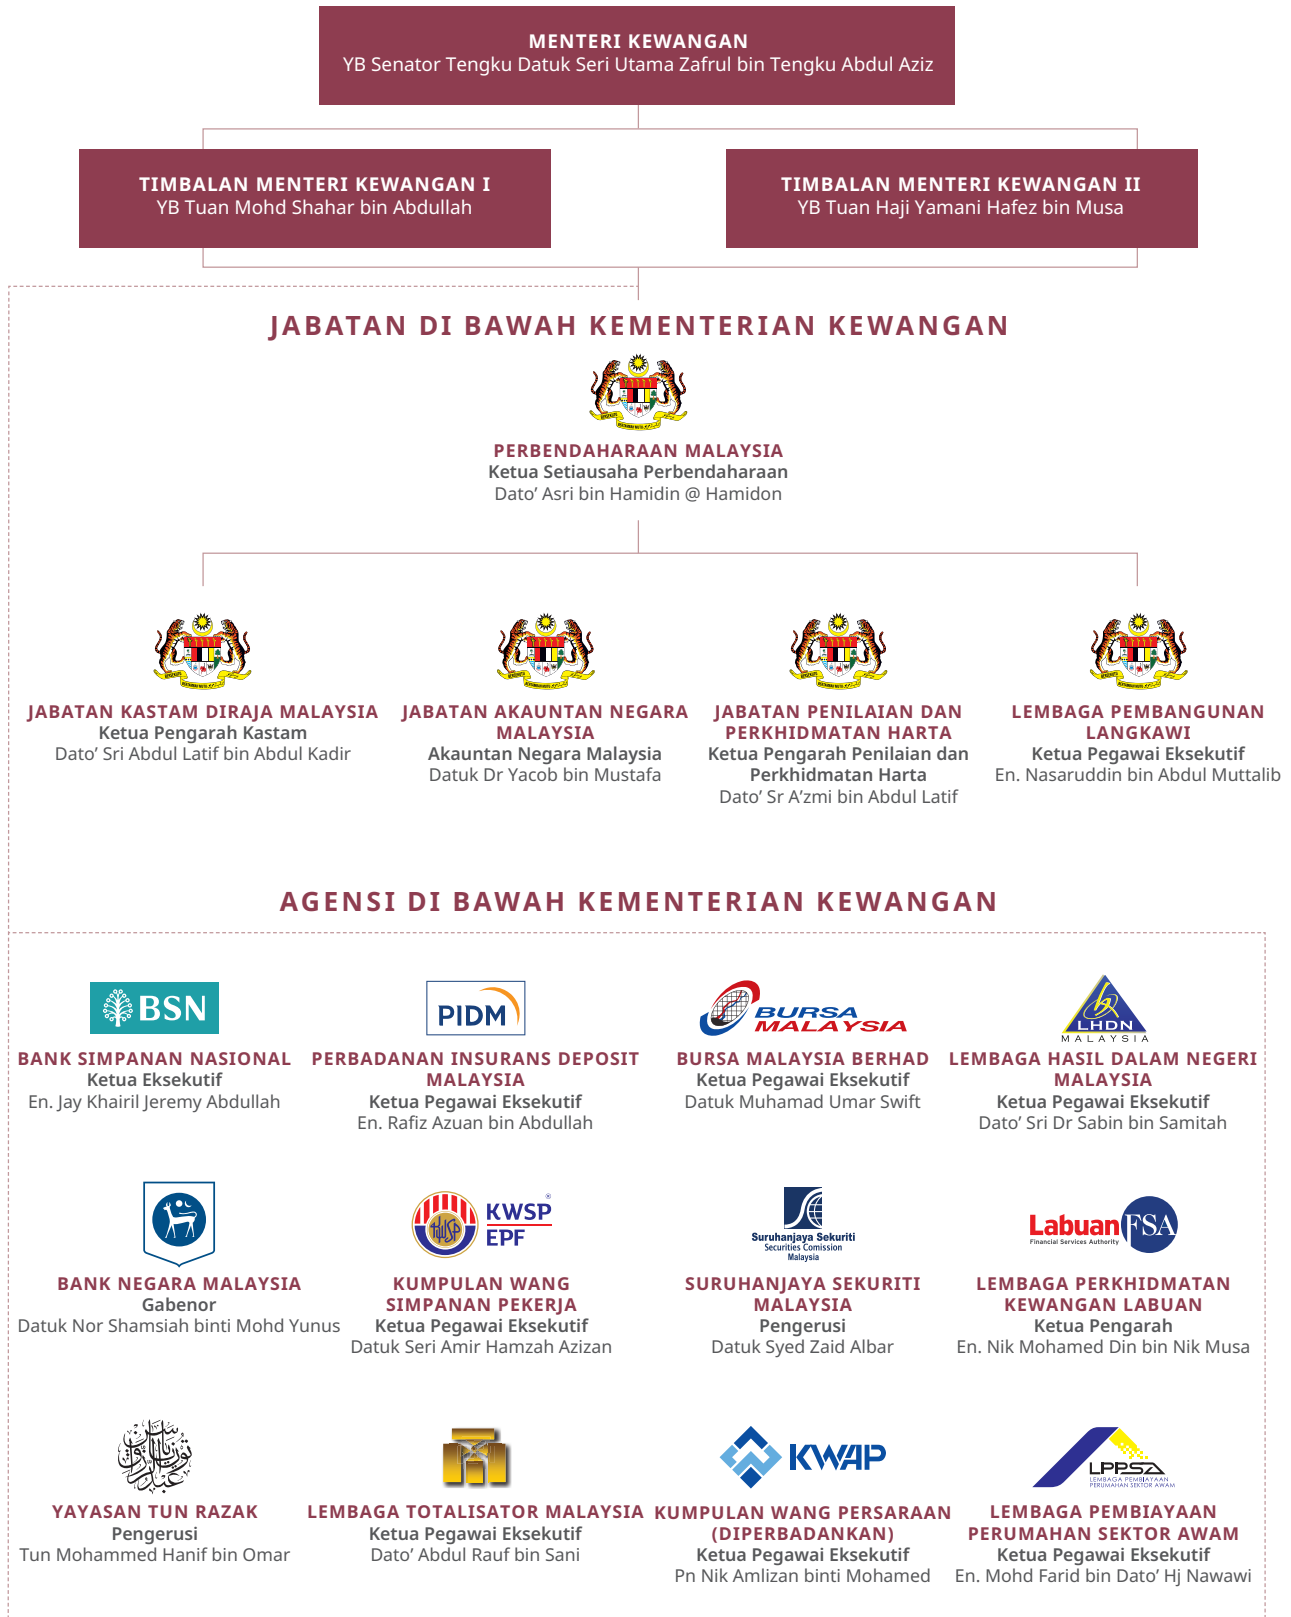 MENTERI KEWANGAN
YB Senator Tengku Datuk Seri Utama Zafrul bin Tengku Abdul Aziz
TIMBALAN MENTERI KEWANGAN I
YB Tuan Mohd Shahar bin Abdullah
TIMBALAN MENTERI KEWANGAN II
YB Tuan Haji Yamani Hafez bin Musa
JABATAN DI BAWAH KEMENTERIAN KEWANGAN
PERBENDAHARAAN MALAYSIA
Ketua Setiausaha Perbendaharaan
Dato’ Asri bin Hamidin @ Hamidon
JABATAN KASTAM DIRAJA MALAYSIA
Ketua Pengarah Kastam
Dato’ Sri Abdul Latif bin Abdul Kadir
JABATAN AKAUNTAN NEGARA
MALAYSIA
Akauntan Negara Malaysia
Datuk Dr Yacob bin Mustafa
JABATAN PENILAIAN DAN
PERKHIDMATAN HARTA
Ketua Pengarah Penilaian dan
Perkhidmatan Harta
Dato’ Sr A’zmi bin Abdul Latif
LEMBAGA PEMBANGUNAN
LANGKAWI
Ketua Pegawai Eksekutif
En. Nasaruddin bin Abdul Muttalib
AGENSI DI BAWAH KEMENTERIAN KEWANGAN
BSN
BANK SIMPANAN NASIONAL
Ketua Eksekutif
En. Jay Khairil Jeremy Abdullah
PIDM
PERBADANAN INSURANS DEPOSIT
MALAYSIA
Ketua Pegawai Eksekutif
En. Rafiz Azuan bin Abdullah
BURSA
MALAYSIA
BURSA MALAYSIA BERHAD
Ketua Pegawai Eksekutif
Datuk Muhamad Umar Swift
LHDN
MALAYSIA
LEMBAGA HASIL DALAM NEGERI
MALAYSIA
Ketua Pegawai Eksekutif
Dato’ Sri Dr Sabin bin Samitah
BANK NEGARA MALAYSIA
Gabenor
Datuk Nor Shamsiah binti Mohd Yunus
KWSP
EPF
KUMPULAN WANG
SIMPANAN PEKERJA
Ketua Pegawai Eksekutif
Datuk Seri Amir Hamzah Azizan
Suruhanjaya Sekuriti
Securities Comission
Malaysia
SURUHANJAYA SEKURITI
MALAYSIA
Pengerusi
Datuk Syed Zaid Albar
Labuan FSA
Financial Services Authority
LEMBAGA PERKHIDMATAN
KEWANGAN LABUAN
Ketua Pengarah
En. Nik Mohamed Din bin Nik Musa
YAYASAN TUN RAZAK
Pengerusi
Tun Mohammed Hanif bin Omar
LEMBAGA TOTALISATOR MALAYSIA
Ketua Pegawai Eksekutif
Dato’ Abdul Rauf bin Sani
KWAP
KUMPULAN WANG PERSARAAN
(DIPERBADANKAN)
Ketua Pegawai Eksekutif
Pn Nik Amlizan binti Mohamed
LPPSA
LEMBAGA PEMBIAYAAN
PERUMAHAN SEKTOR AWAM
LEMBAGA PEMBIAYAAN
PERUMAHAN SEKTOR AWAM
Ketua Pegawai Eksekutif
En. Mohd Farid bin Dato’ Hj Nawawi